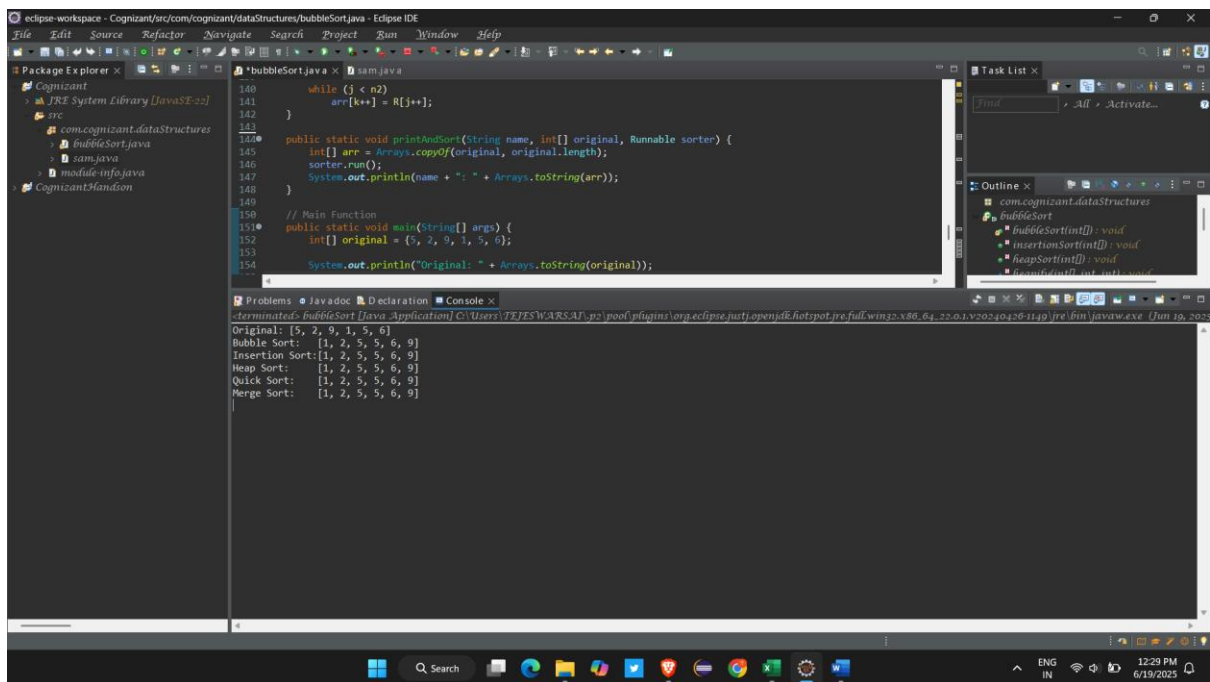 eclipse-workspace - Cognizant/src/com/cognizant/dataStructures/bubbleSort.java - Eclipse IDE
File Edit Source Refactor Navigate Search Project Run Window Help
Package Explorer
Cognizant
JRE System Library [JavaSE-22]
src
com.cognizant.dataStructures
bubbleSort.java
sam.java
module-info.java
CognizantHandson
*bubbleSort.java
sam.java
140 while (j < n2)
141 arr[k++] = R[j++];
142 }
143
144 public static void printAndSort(String name, int[] original, Runnable sorter) {
145 int[] arr = Arrays.copyOf(original, original.length);
146 sorter.run();
147 System.out.println(name + ": " + Arrays.toString(arr));
148 }
149
150 // Main Function
151 public static void main(String[] args) {
152 int[] original = {5, 2, 9, 1, 5, 6};
153
154 System.out.println("Original: " + Arrays.toString(original));
Task List
Find All Activate...
Outline
com.cognizant.dataStructures
bubbleSort
bubbleSort(int[]) : void
insertionSort(int[]) : void
heapSort(int[]) : void
heapify(int[], int, int) : void
Problems Javadoc Declaration Console
<terminated> bubbleSort [Java Application] C:\Users\TEJESWARSAI\.p2\pool\plugins\org.eclipse.justj.openjdk.hotspot.jre.full.win32.x86_64_22.0.1.v20240426-1149\jre\bin\javaw.exe (Jun 19, 2025
Original: [5, 2, 9, 1, 5, 6]
Bubble Sort: [1, 2, 5, 5, 6, 9]
Insertion Sort:[1, 2, 5, 5, 6, 9]
Heap Sort: [1, 2, 5, 5, 6, 9]
Quick Sort: [1, 2, 5, 5, 6, 9]
Merge Sort: [1, 2, 5, 5, 6, 9]
Search
ENG
IN
12:29 PM
6/19/2025